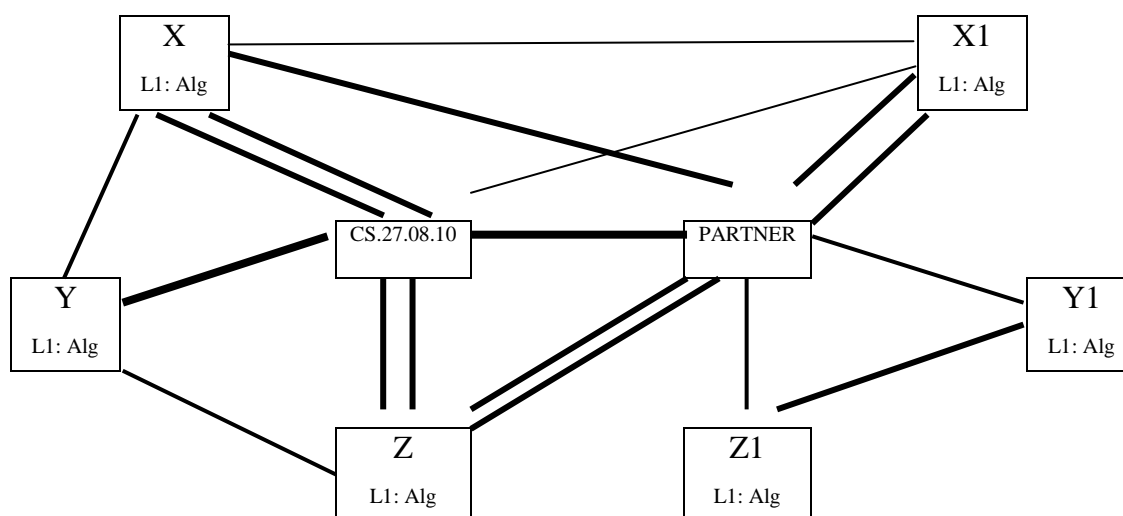 X
L1: Alg
X1
L1: Alg
CS.27.08.10
PARTNER
Y
L1: Alg
Y1
L1: Alg
Z
L1: Alg
Z1
L1: Alg